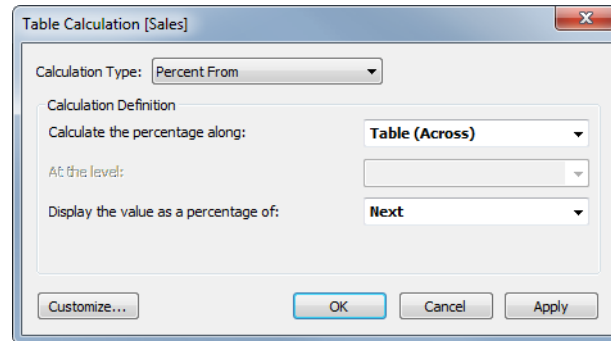 Table Calculation [Sales]
Calculation Type: Percent From
Calculation Definition
Calculate the percentage along: Table (Across)
At the level:
Display the value as a percentage of: Next
Customize... OK Cancel Apply